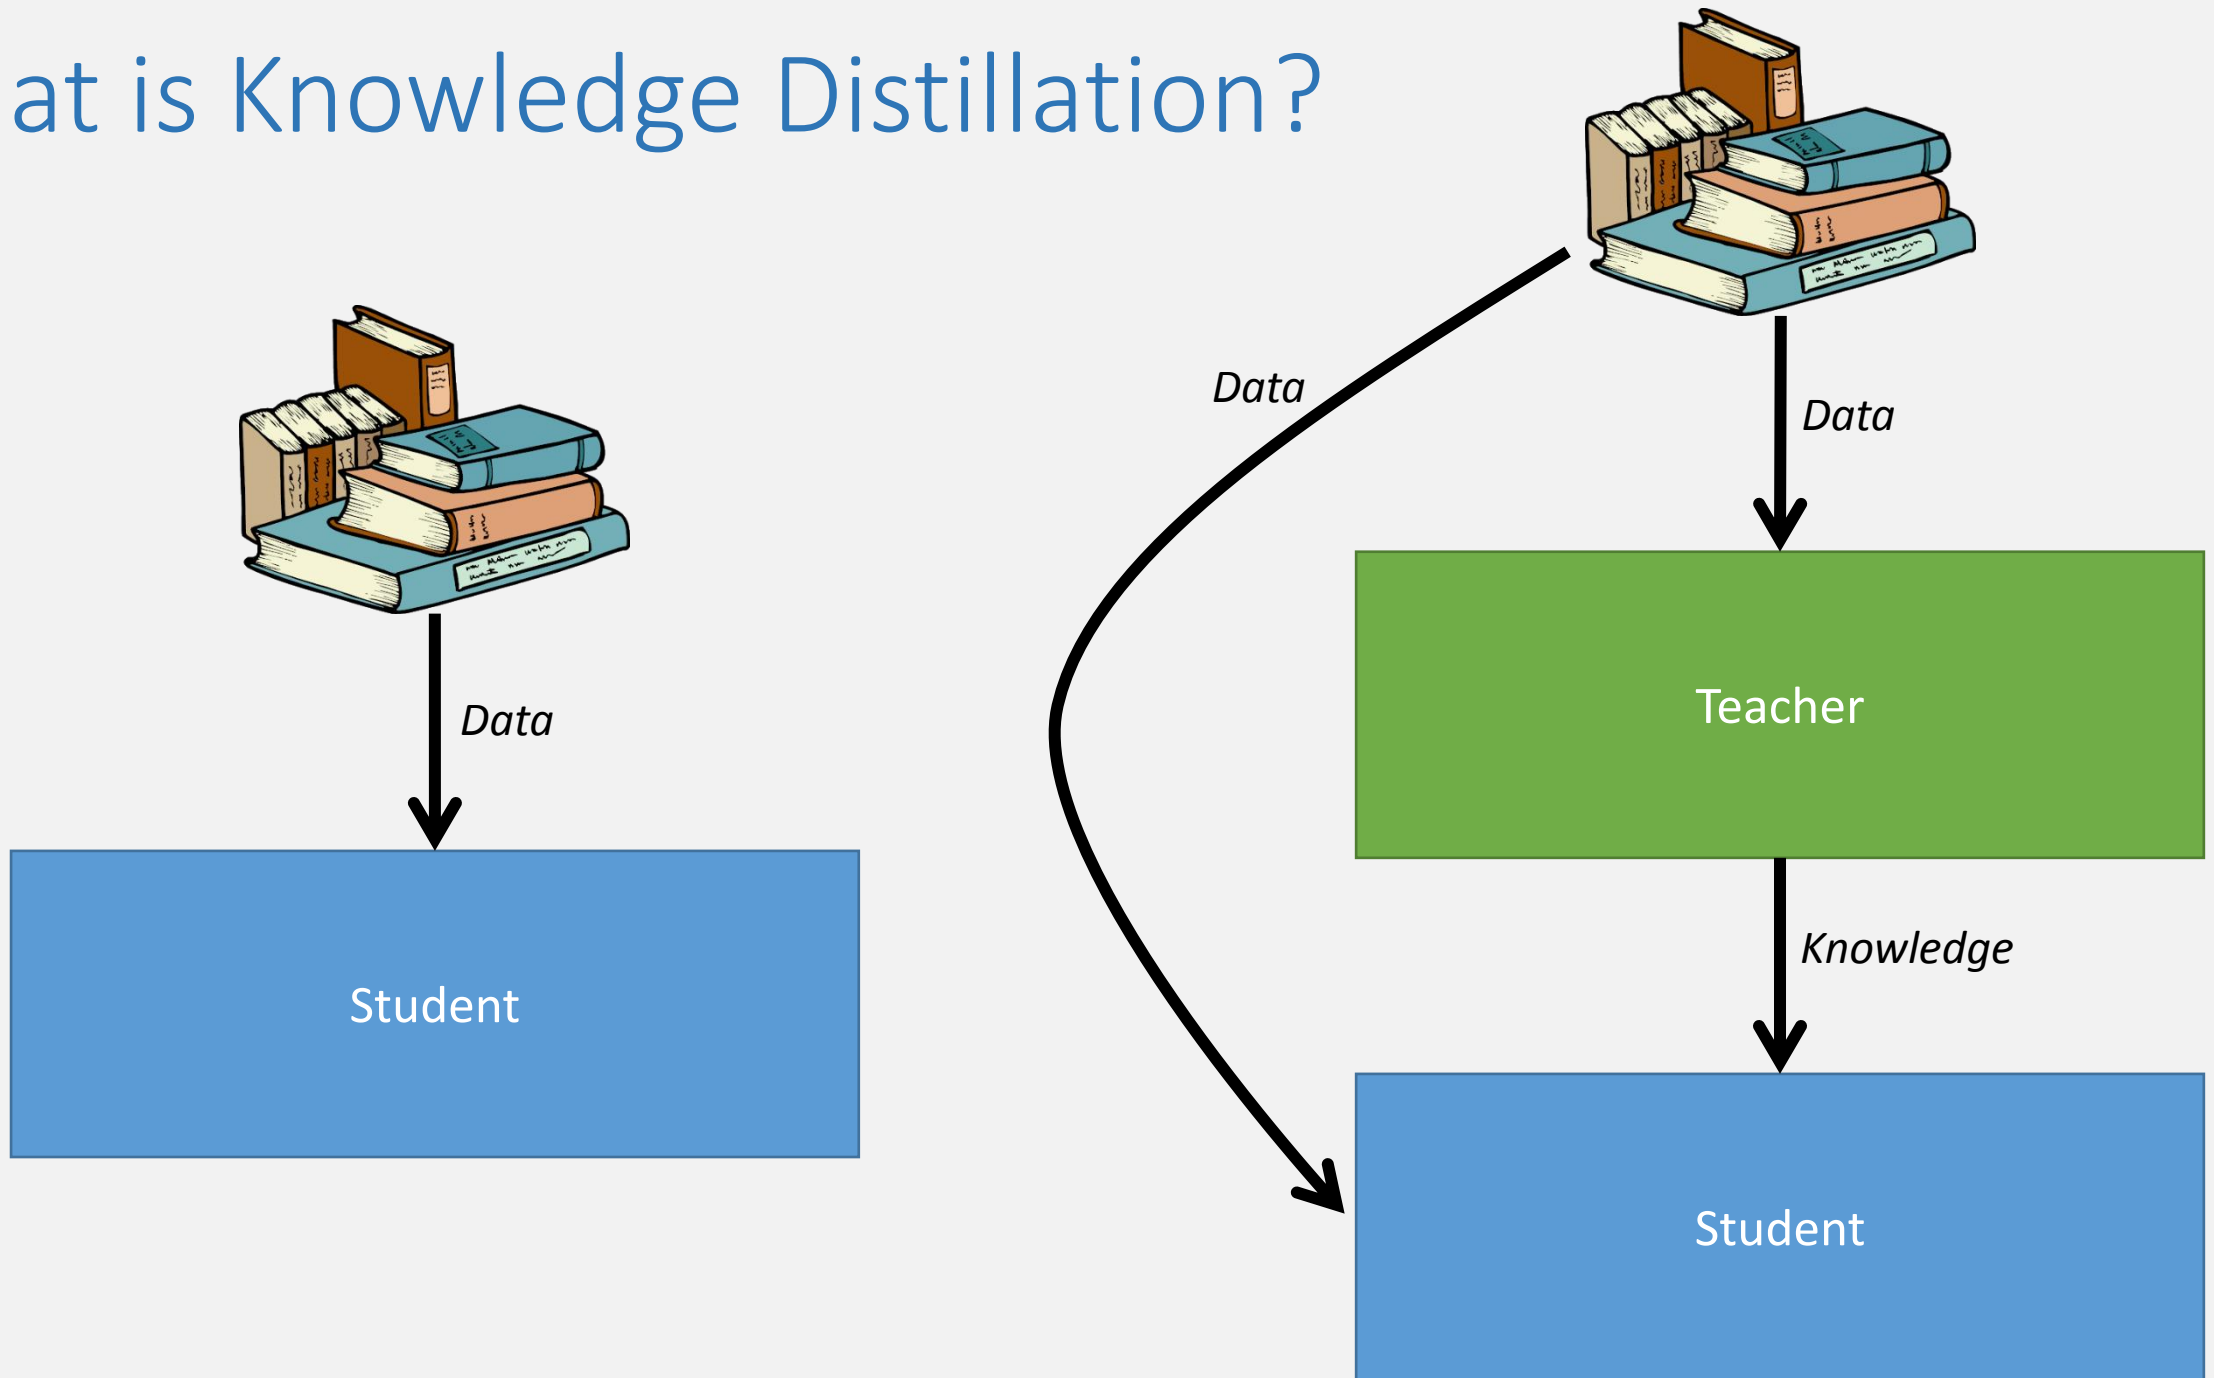 at is Knowledge Distillation?
Data
Student
Data
Data
Teacher
Knowledge
Student